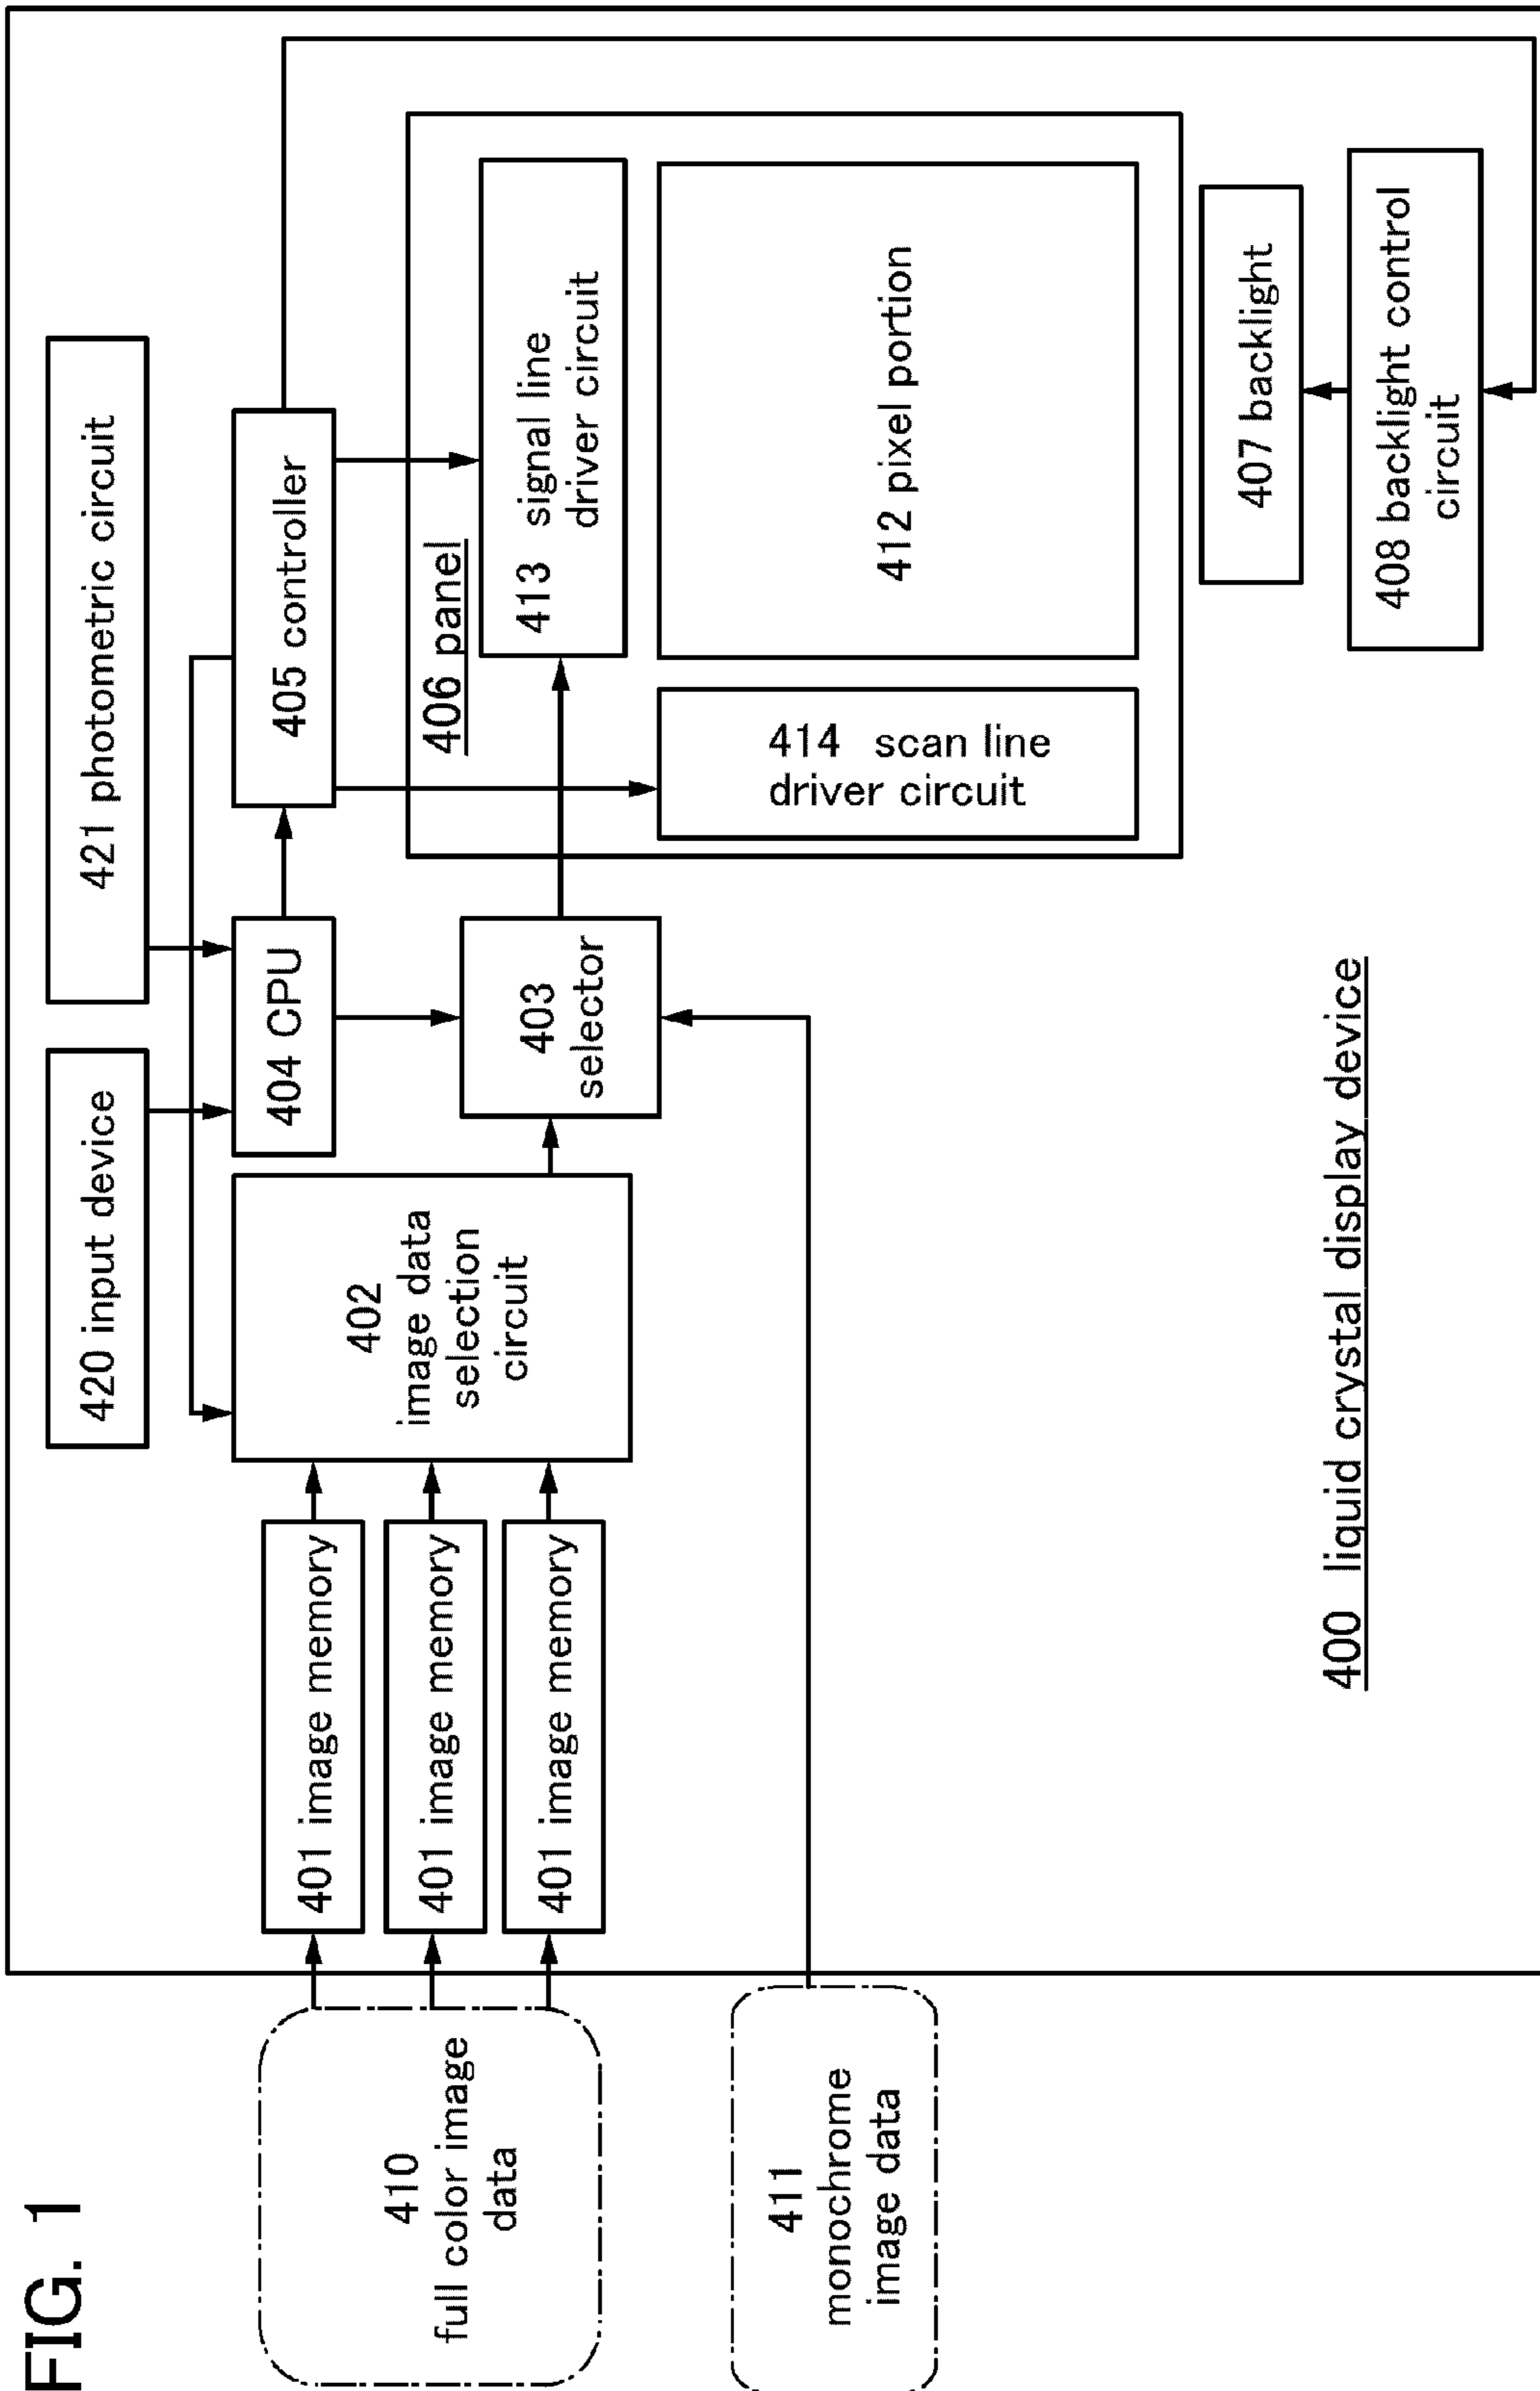 FIG. 1
420 input device
421 photometric circuit
410
full color image
data
401 image memory
401 image memory
401 image memory
402
image data
selection
circuit
404 CPU
405 controller
403
selector
406 panel
413 signal line
driver circuit
414 scan line
driver circuit
412 pixel portion
411
monochrome
image data
407 backlight
408 backlight control
circuit
400 liquid crystal display device